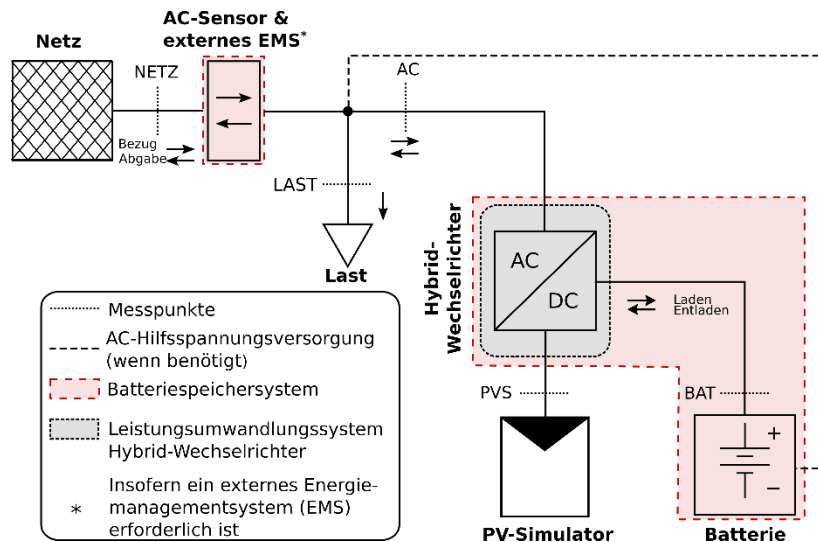 AC-Sensor &
externes EMS*
Netz
NETZ
AC
Bezug
Abgabe
LAST
Last
Hybrid-
Wechselrichter
AC
DC
Laden
Entladen
PVS
BAT
+
−
PV-Simulator
Batterie
Messpunkte
AC-Hilfsspannungsversorgung
(wenn benötigt)
Batteriespeichersystem
Leistungsumwandlungssystem
Hybrid-Wechselrichter
* Insofern ein externes Energie-
managementsystem (EMS)
erforderlich ist